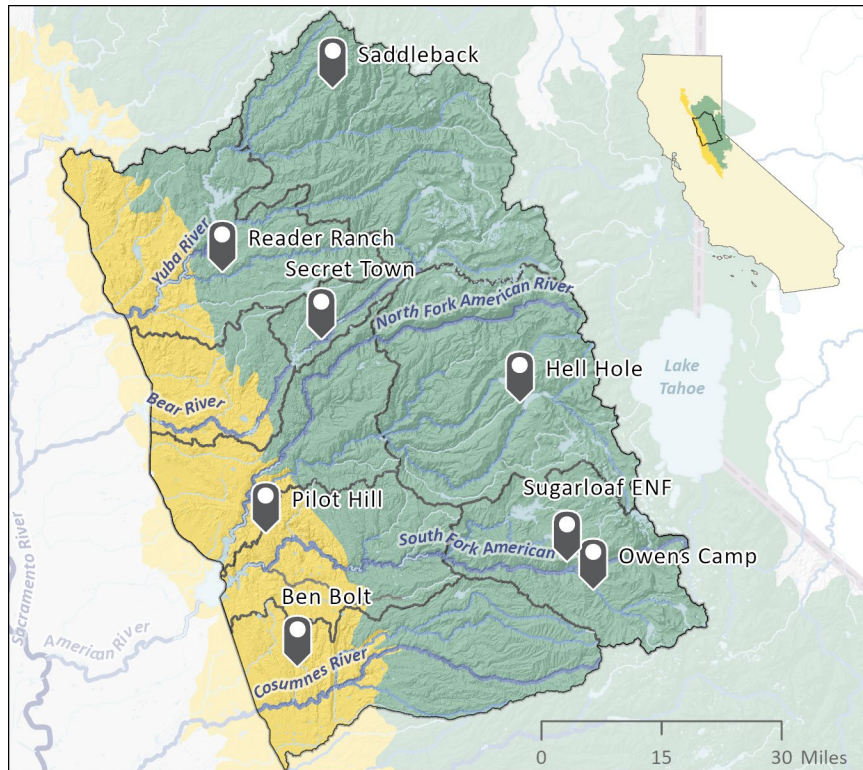 Saddleback
Yuba River
Reader Ranch
Secret Town
North Fork American River
Hell Hole
Lake
Tahoe
Bear River
Sugarloaf ENF
Pilot Hill
South Fork American
Owens Camp
Sacramento River
American River
Ben Bolt
Cosumnes River
0 15 30 Miles